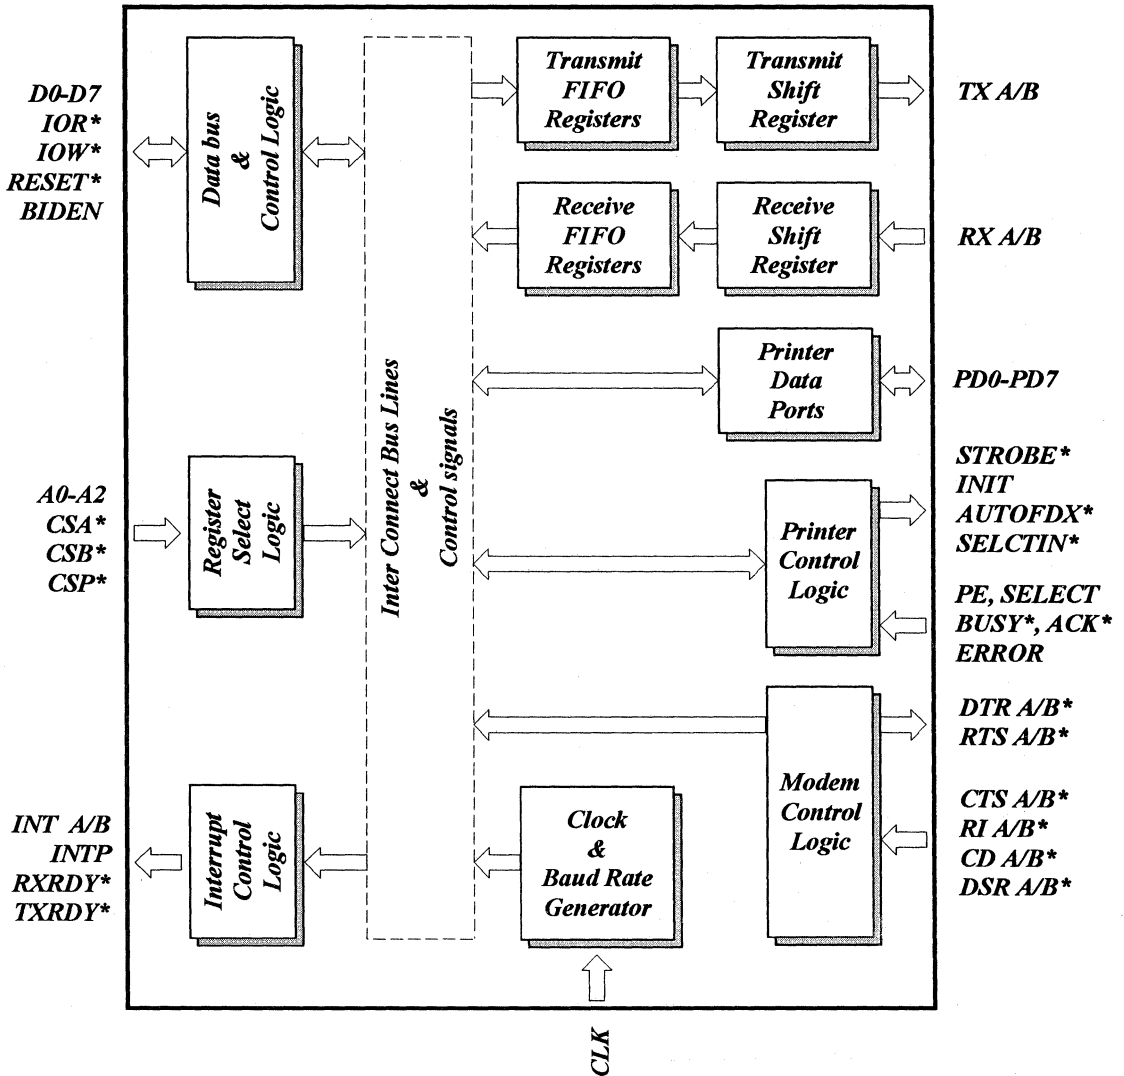 D0-D7
IOR*
IOW*
RESET*
BIDEN
Data bus
&
Control Logic
A0-A2
CSA*
CSB*
CSP*
Register
Select
Logic
INT A/B
INTP
RXRDY*
TXRDY*
Interrupt
Control
Logic
Inter Connect Bus Lines
&
Control signals
Transmit
FIFO
Registers
Transmit
Shift
Register
TX A/B
Receive
FIFO
Registers
Receive
Shift
Register
RX A/B
Printer
Data
Ports
PD0-PD7
Printer
Control
Logic
STROBE*
INIT
AUTOFDX*
SELCTIN*
PE, SELECT
BUSY*, ACK*
ERROR
Modem
Control
Logic
DTR A/B*
RTS A/B*
CTS A/B*
RI A/B*
CD A/B*
DSR A/B*
Clock
&
Baud Rate
Generator
CLK